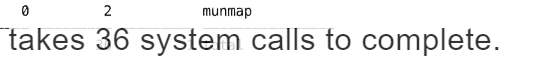 0 2 munmap
takes 36 system calls to complete.